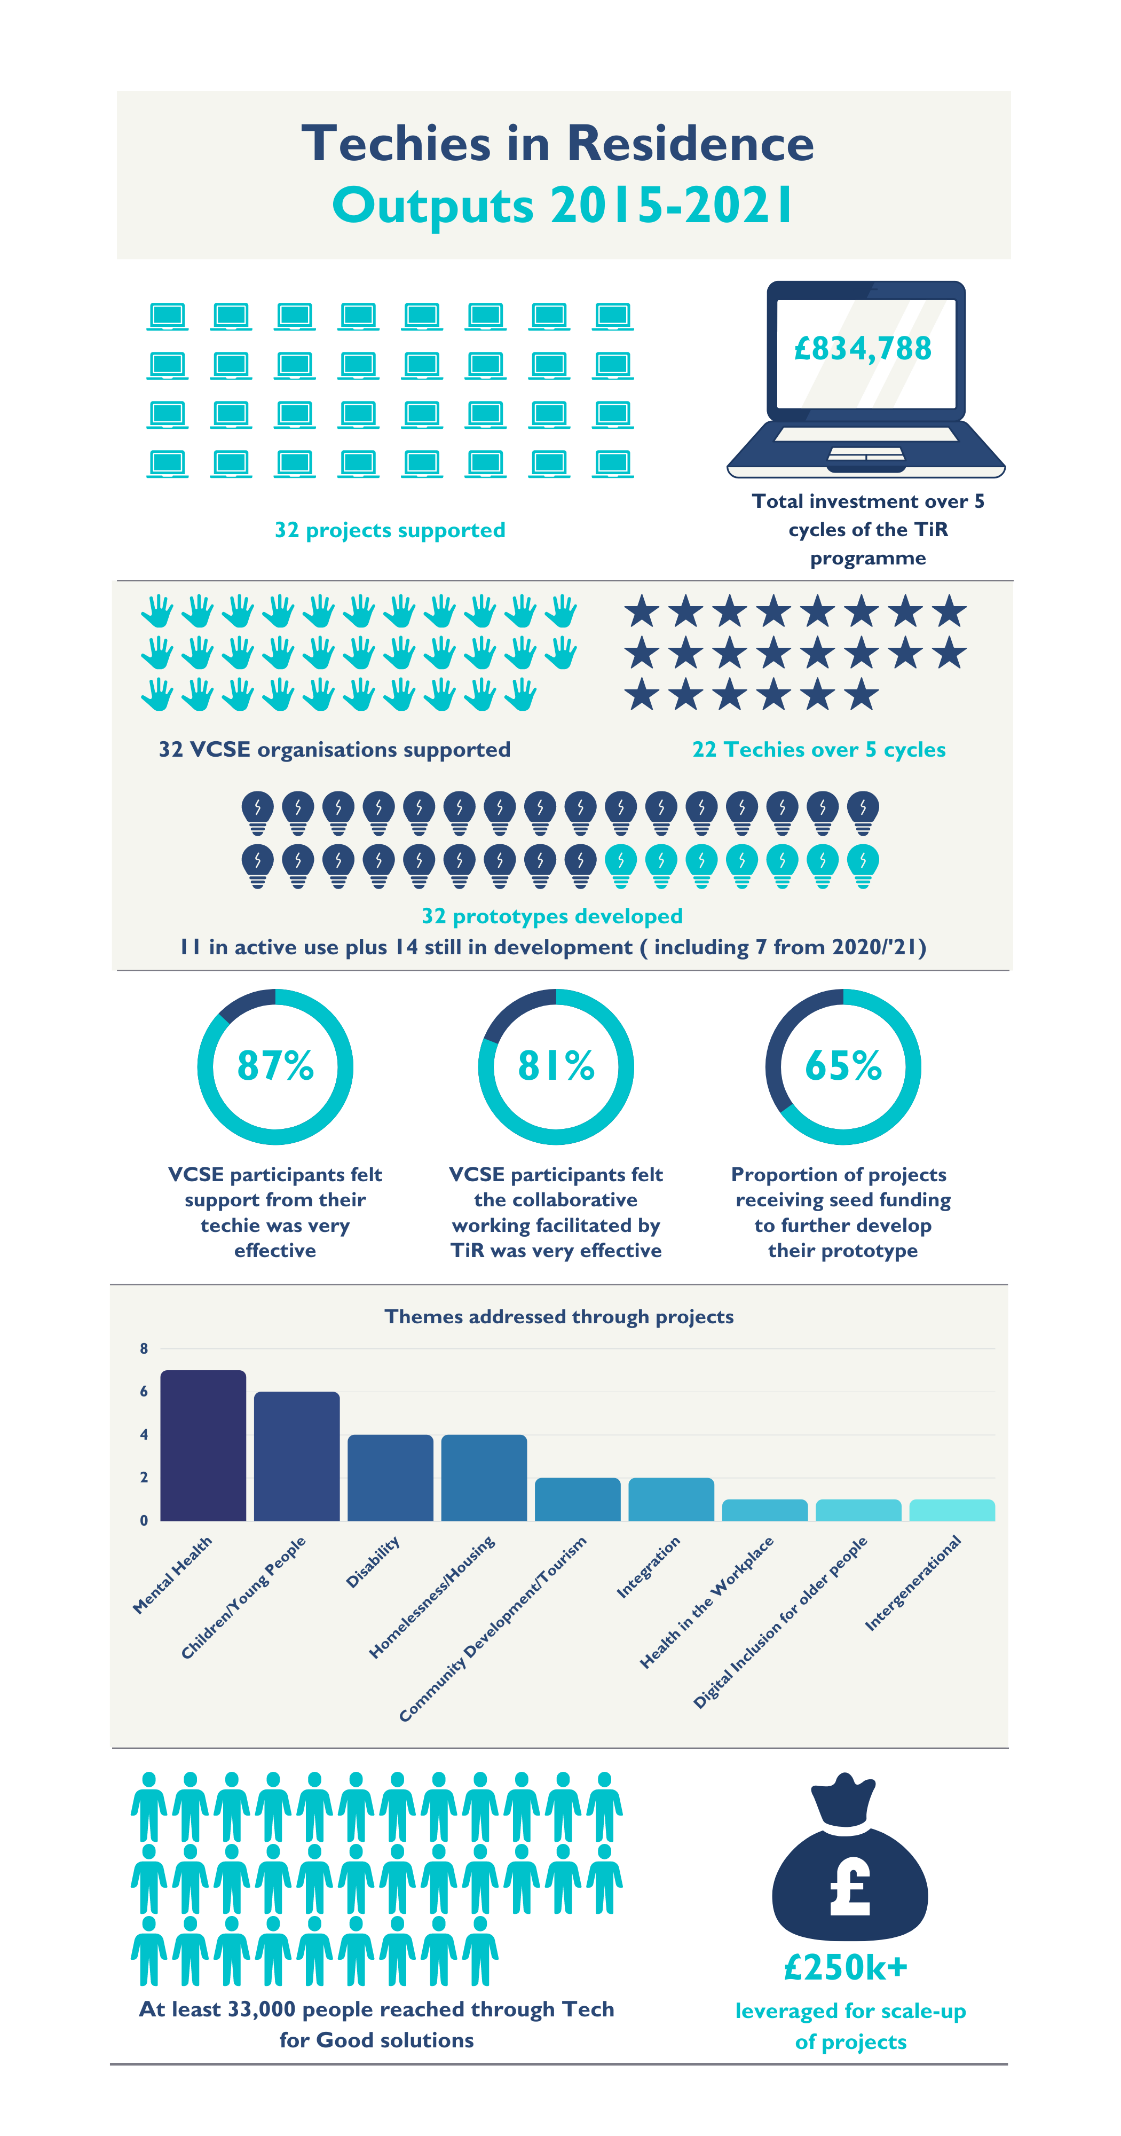 Techies in Residence
Outputs 2015-2021
£834,788
Total investment over 5
cycles of the TiR
programme
32 projects supported
32 VCSE organisations supported
22 Techies over 5 cycles
32 prototypes developed
11 in active use plus 14 still in development ( including 7 from 2020/'21)
87%
81%
65%
VCSE participants felt
support from their
techie was very
effective
VCSE participants felt
the collaborative
working facilitated by
TiR was very effective
Proportion of projects
receiving seed funding
to further develop
their prototype
Themes addressed through projects
8
6
4
2
0
Mental Health
Children/Young People
Disability
Homelessness/Housing
Community Development/Tourism
Integration
Health in the Workplace
Digital Inclusion for older people
Intergenerational
At least 33,000 people reached through Tech
for Good solutions
£
£250k+
leveraged for scale-up
of projects